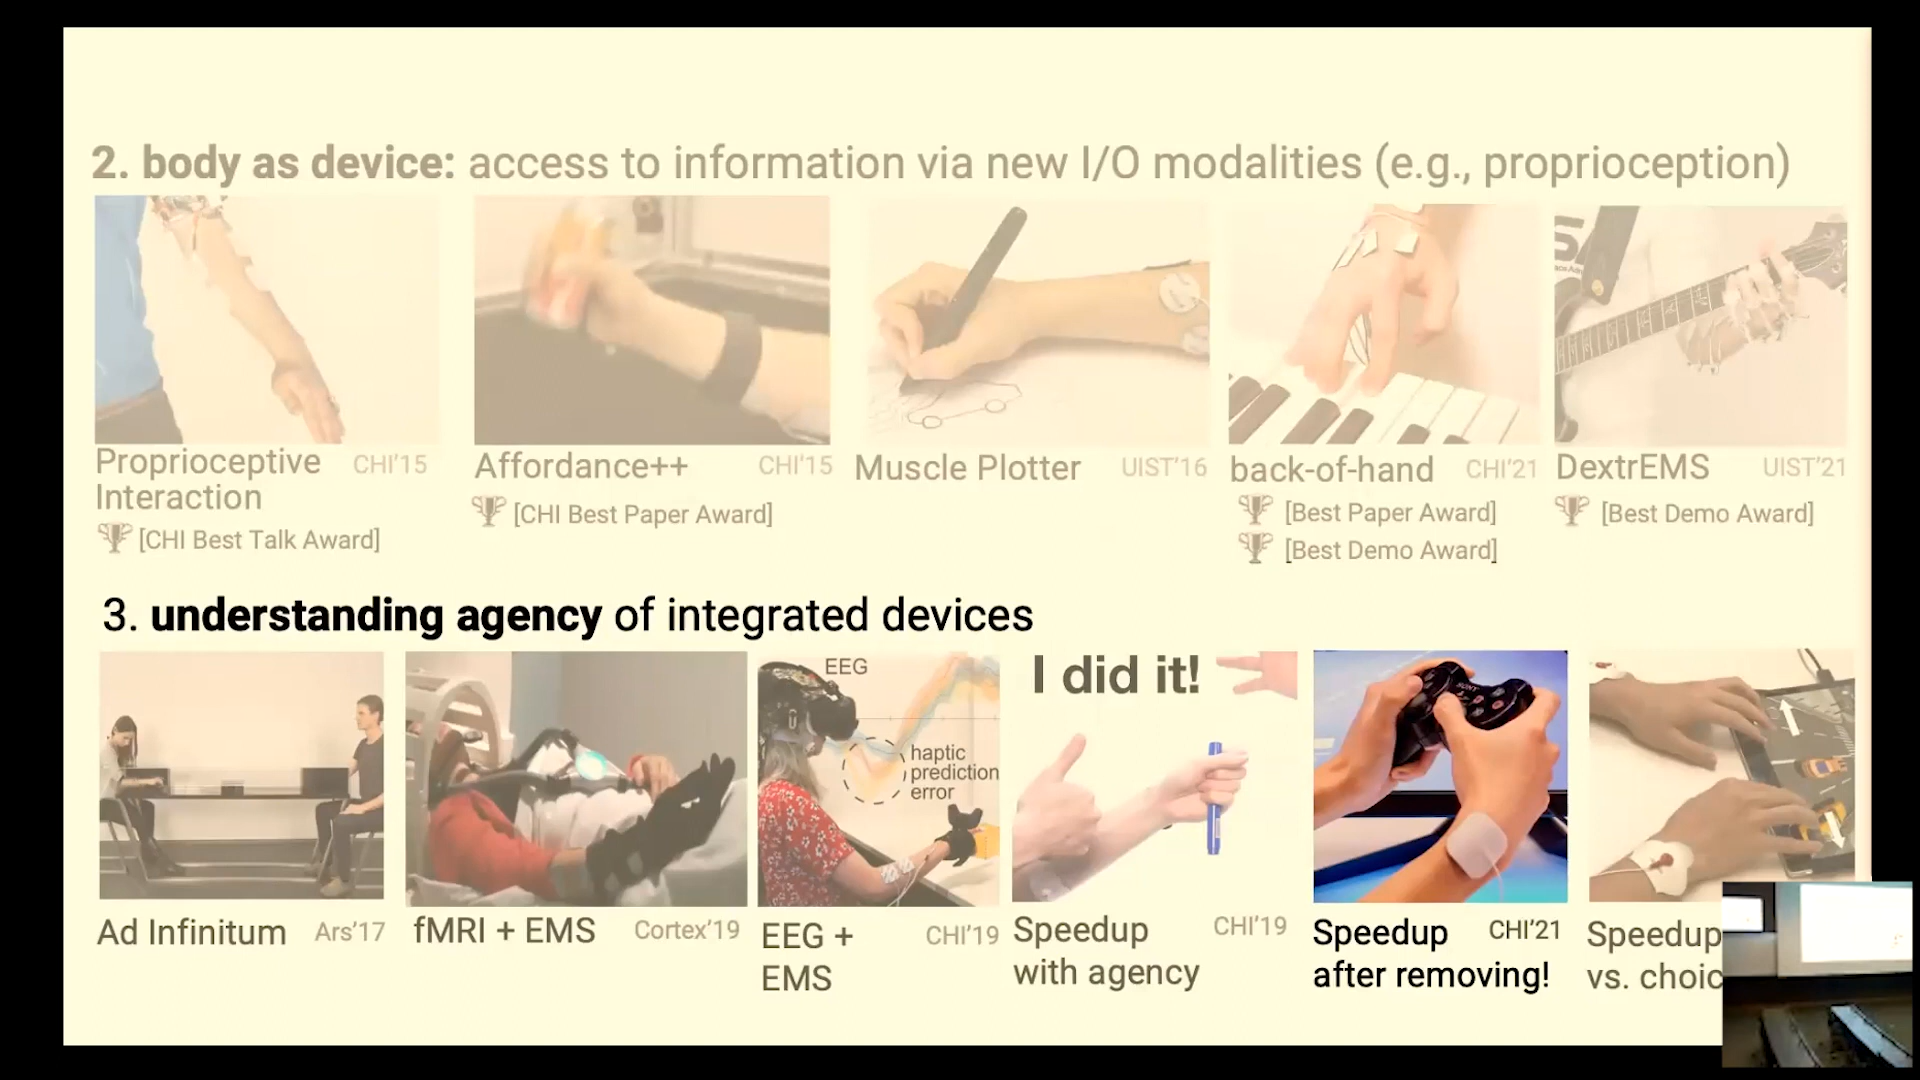 2. body as device: access to information via new I/O modalities (e.g., proprioception)
Proprioceptive CHI'15
Interaction
[CHI Best Talk Award]
Affordance++ CHI'15
[CHI Best Paper Award]
Muscle Plotter UIST'16
back-of-hand CHI'21
[Best Paper Award]
[Best Demo Award]
DextrEMS UIST'21
[Best Demo Award]
3. understanding agency of integrated devices
EEG
haptic
prediction
error
I did it!
SONY
Ad Infinitum Ars'17
fMRI + EMS Cortex'19
EEG + CHI'19
EMS
Speedup CHI'19
with agency
Speedup CHI'21
after removing!
Speedup
vs. choic